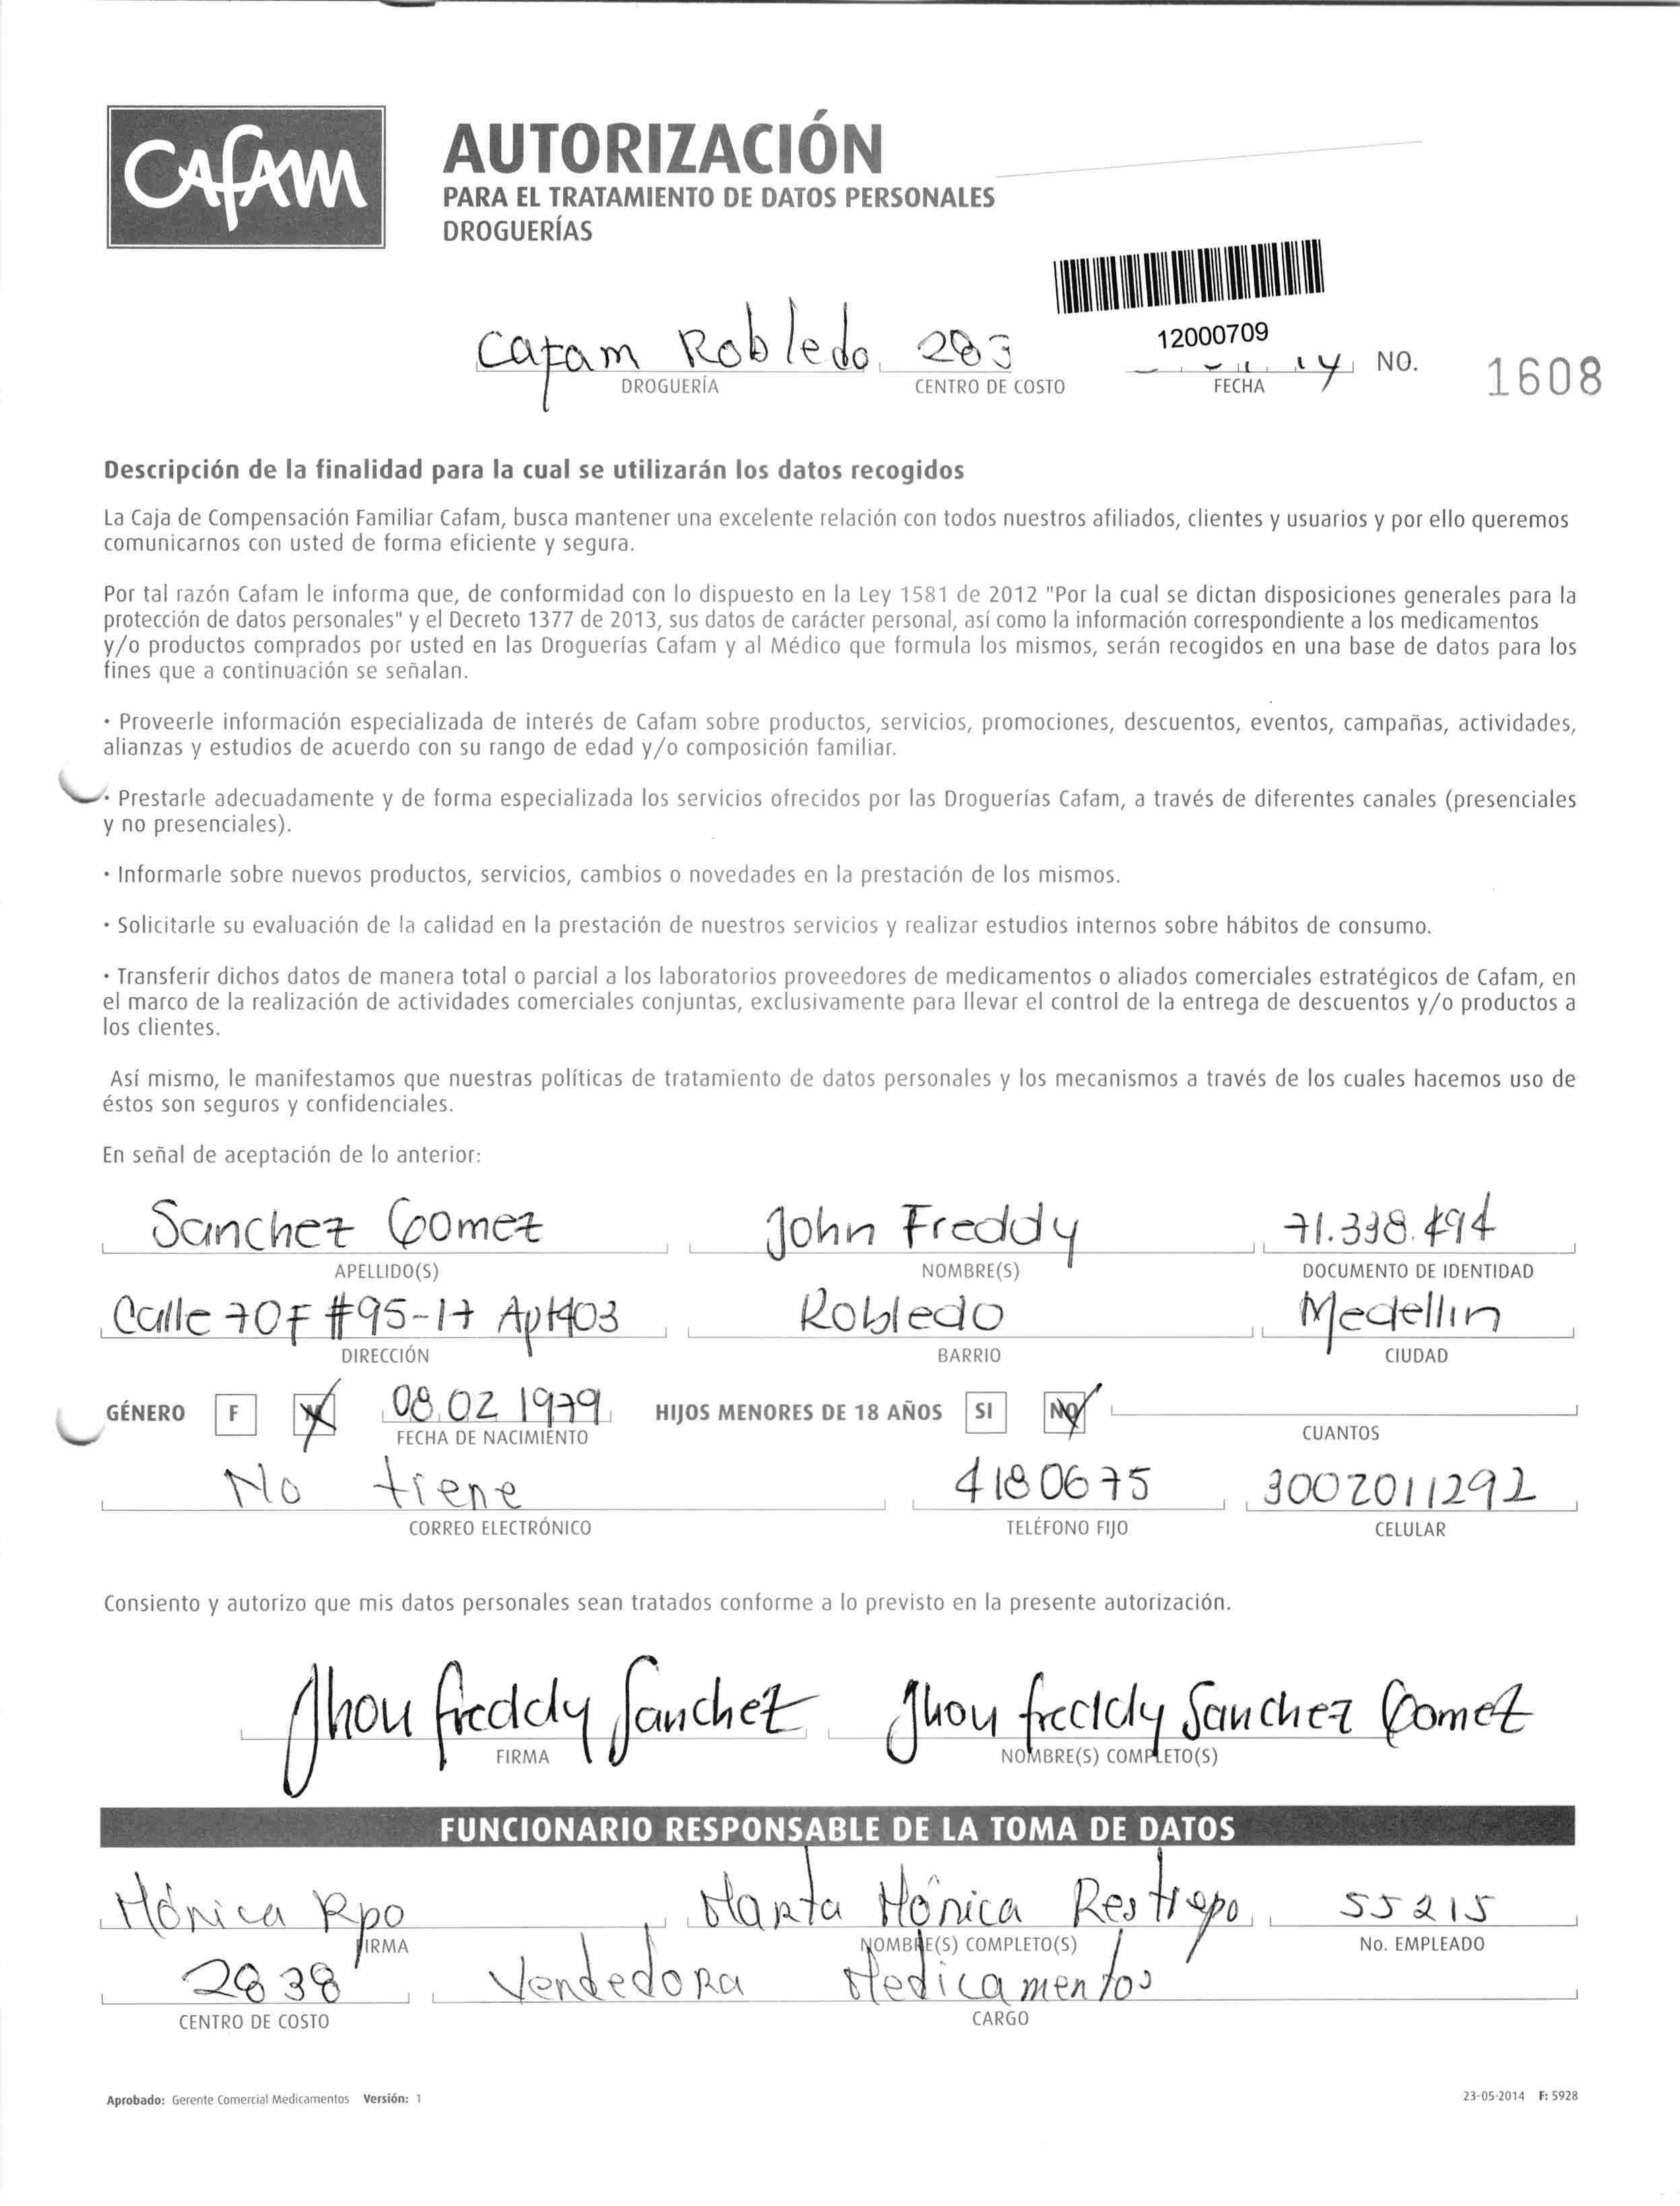 Cafam
AUTORIZACIÓN
PARA EL TRATAMIENTO DE DATOS PERSONALES
DROGUERÍAS
12000709
Cafam Robledo 14 NO. 1608
DROGUERÍA CENTRO DE COSTO FECHA
Descripción de la finalidad para la cual se utilizarán los datos recogidos
La Caja de Compensación Familiar Cafam, busca mantener una excelente relación con todos nuestros afiliados, clientes y usuarios y por ello queremos
comunicarnos con usted de forma eficiente y segura.
Por tal razón Cafam le informa que, de conformidad con lo dispuesto en la Ley 1581 de 2012 "Por la cual se dictan disposiciones generales para la
protección de datos personales" y el Decreto 1377 de 2013, sus datos de carácter personal, así como la información correspondiente a los medicamentos
y/o productos comprados por usted en las Droguerías Cafam y al Médico que formula los mismos, serán recogidos en una base de datos para los
fines que a continuación se señalan.
· Proveerle información especializada de interés de Cafam sobre productos, servicios, promociones, descuentos, eventos, campañas, actividades,
alianzas y estudios de acuerdo con su rango de edad y/o composición familiar.
· Prestarle adecuadamente y de forma especializada los servicios ofrecidos por las Droguerías Cafam, a través de diferentes canales (presenciales
y no presenciales).
· Informarle sobre nuevos productos, servicios, cambios o novedades en la prestación de los mismos.
· Solicitarle su evaluación de la calidad en la prestación de nuestros servicios y realizar estudios internos sobre hábitos de consumo.
· Transferir dichos datos de manera total o parcial a los laboratorios proveedores de medicamentos o aliados comerciales estratégicos de Cafam, en
el marco de la realización de actividades comerciales conjuntas, exclusivamente para llevar el control de la entrega de descuentos y/o productos a
los clientes.
Así mismo, le manifestamos que nuestras políticas de tratamiento de datos personales y los mecanismos a través de los cuales hacemos uso de
éstos son seguros y confidenciales.
En señal de aceptación de lo anterior:
Sanchez Gomez John Freddy
APELLIDO(S) NOMBRE(S) DOCUMENTO DE IDENTIDAD
Calle 70F #95-17 Apt403 Robledo Medellin
DIRECCIÓN BARRIO CIUDAD
GÉNERO F M 08.02 1979 HIJOS MENORES DE 18 AÑOS SI NO
FECHA DE NACIMIENTO CUANTOS
No tiene 4180675 3002011292
CORREO ELECTRÓNICO TELÉFONO FIJO CELULAR
Consiento y autorizo que mis datos personales sean tratados conforme a lo previsto en la presente autorización.
Jhon freddy Sanchez Jhon freddy Sanchez Gomez
FIRMA NOMBRE(S) COMPLETO(S)
FUNCIONARIO RESPONSABLE DE LA TOMA DE DATOS
Mónica Rpo Marta Mónica Restrepo 55215
FIRMA NOMBRE(S) COMPLETO(S) No. EMPLEADO
2838 Vendedora Medicamentos
CENTRO DE COSTO CARGO
Aprobado: Gerente Comercial Medicamentos Versión: 1 23-05-2014 F: 5928